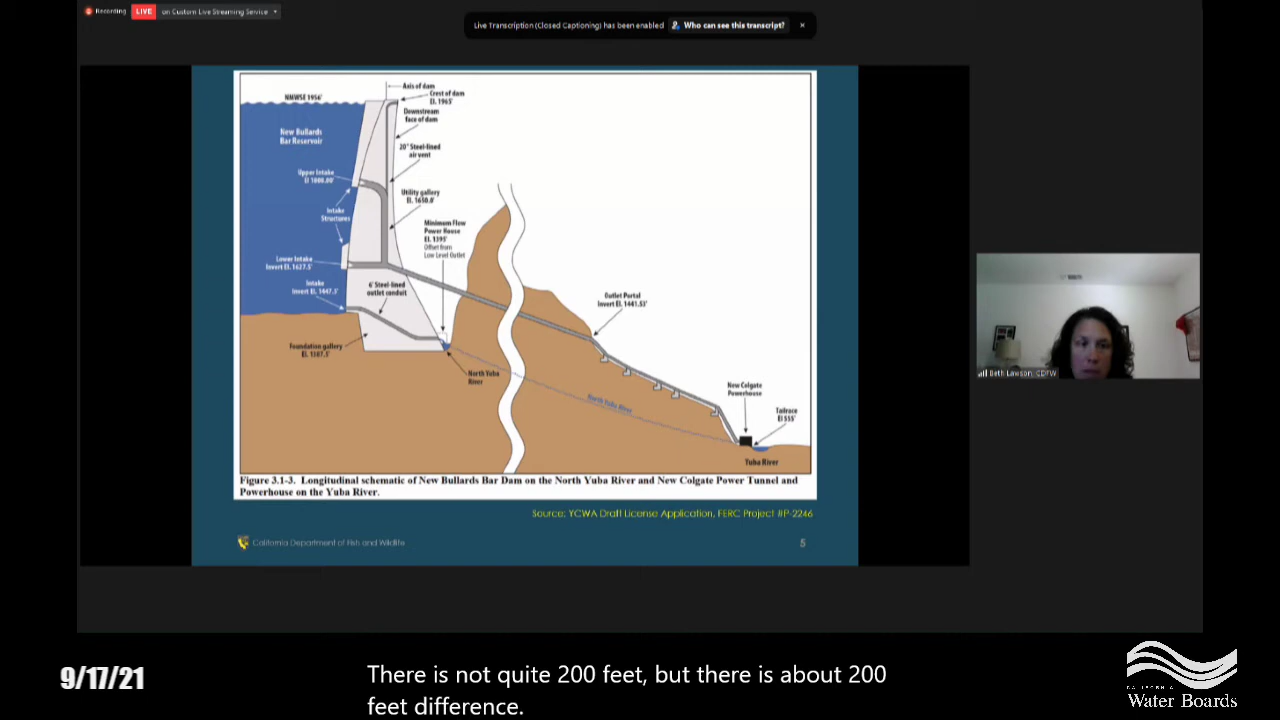 Recording
LIVE
on Custom Live Streaming Service
Live Transcription (Closed Captioning) has been enabled
Who can see this transcript?
NMWSE 1956'
Axis of dam
Crest of dam
El. 1965'
Downstream
face of dam
New Bullards
Bar Reservoir
20" Steel-lined
air vent
Upper Intake
Utility gallery
El. 1650.0'
Intake
Structures
Minimum Flow
Power House
El. 1395'
Offset from
Low Level Outlet
Lower Intake
Invert El. 1627.5'
Intake
Invert El. 1447.5'
6' Steel-lined
outlet conduit
Outlet Portal
Invert El. 1441.53'
Foundation gallery
North Yuba
River
North Yuba River
New Colgate
Powerhouse
Tailrace
El 555'
Yuba River
Figure 3.1-3. Longitudinal schematic of New Bullards Bar Dam on the North Yuba River and New Colgate Power Tunnel and
Powerhouse on the Yuba River.
Source: YCWA Draft License Application, FERC Project #P-2246
California Department of Fish and Wildlife
5
Beth Lawson, CDFW
9/17/21
There is not quite 200 feet, but there is about 200
feet difference.
CALIFORNIA
Water Boards